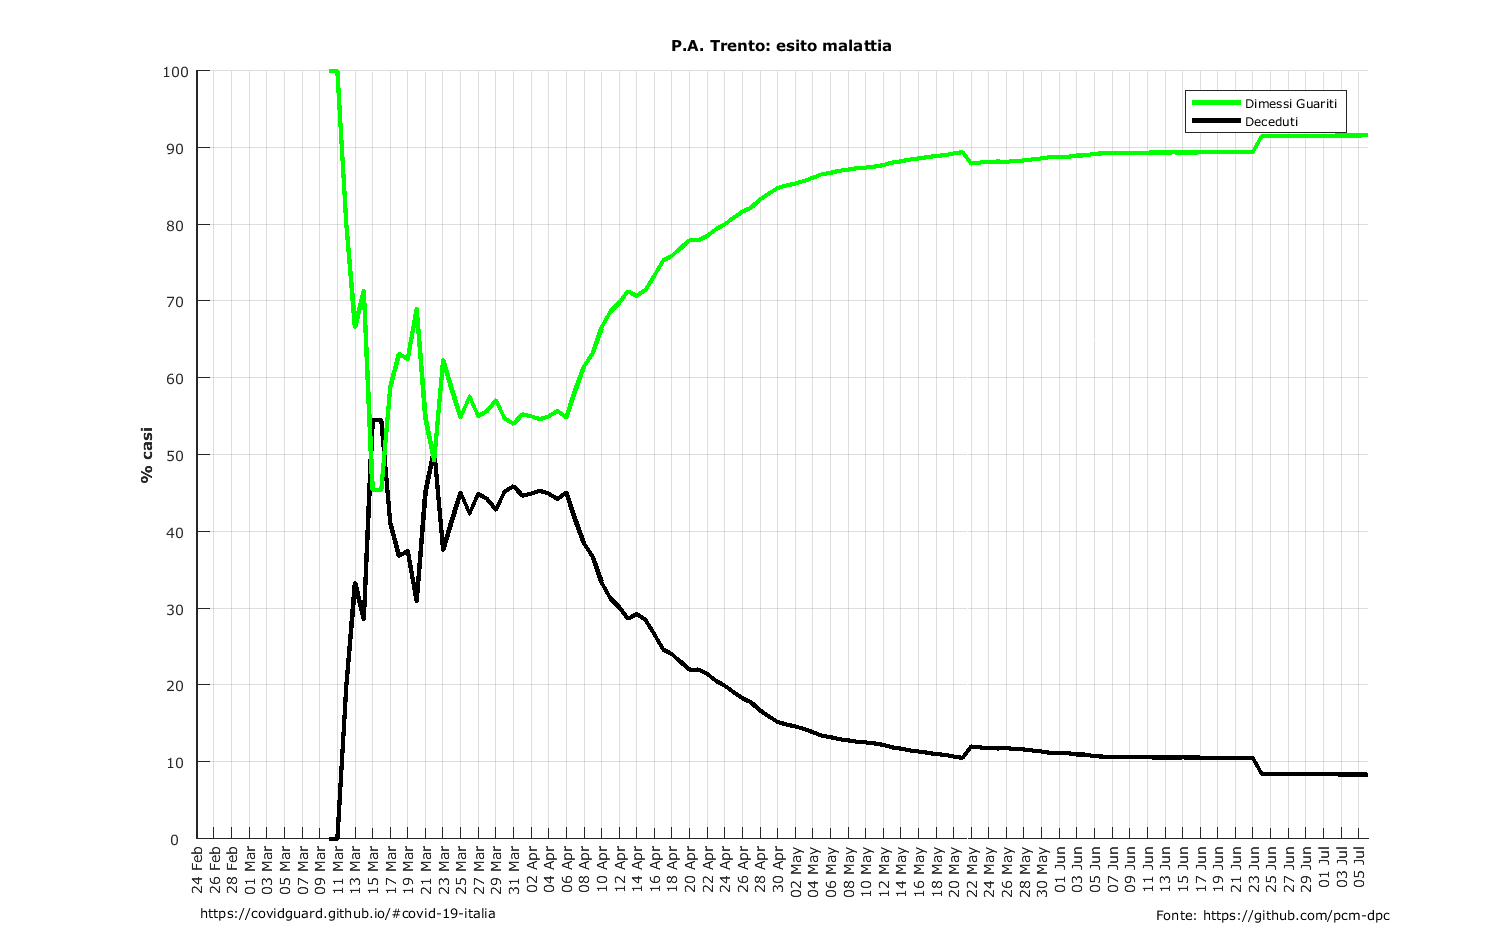 P.A. Trento: esito malattia
100
90
80
70
60
50
40
30
20
10
0
% casi
Dimessi Guariti
Deceduti
24 Feb
26 Feb
28 Feb
01 Mar
03 Mar
05 Mar
07 Mar
09 Mar
11 Mar
13 Mar
15 Mar
17 Mar
19 Mar
21 Mar
23 Mar
25 Mar
27 Mar
29 Mar
31 Mar
02 Apr
04 Apr
06 Apr
08 Apr
10 Apr
12 Apr
14 Apr
16 Apr
18 Apr
20 Apr
22 Apr
24 Apr
26 Apr
28 Apr
30 Apr
02 May
04 May
06 May
08 May
10 May
12 May
14 May
16 May
18 May
20 May
22 May
24 May
26 May
28 May
30 May
01 Jun
03 Jun
05 Jun
07 Jun
09 Jun
11 Jun
13 Jun
15 Jun
17 Jun
19 Jun
21 Jun
23 Jun
25 Jun
27 Jun
29 Jun
01 Jul
03 Jul
05 Jul
https://covidguard.github.io/#covid-19-italia
Fonte: https://github.com/pcm-dpc